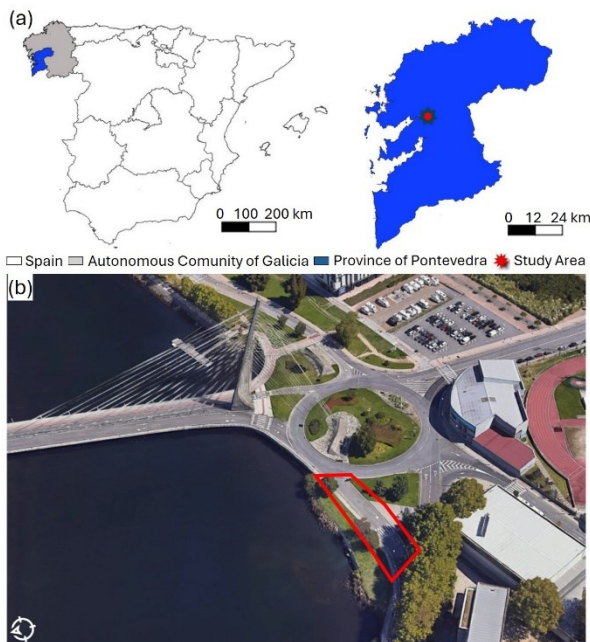 (a)
0 100 200 km
0 12 24 km
Spain Autonomous Comunity of Galicia Province of Pontevedra Study Area
(b)